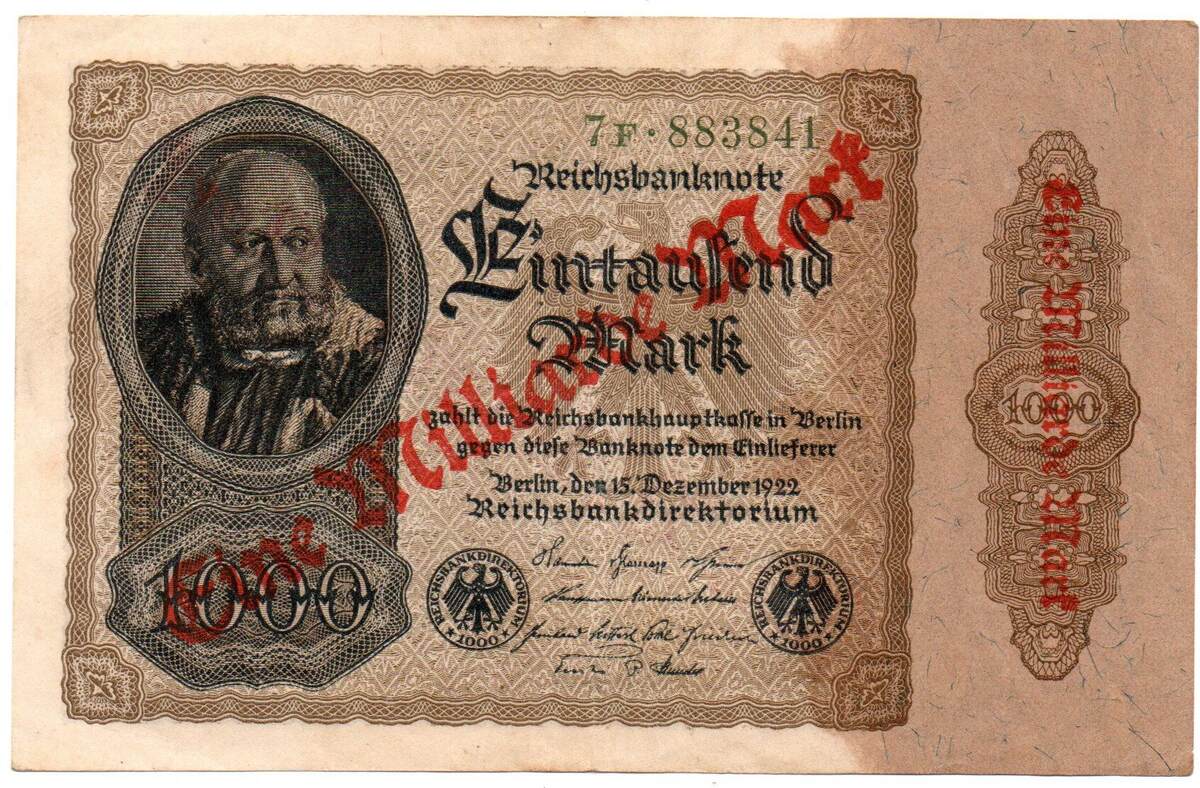 7F·883841
Reichsbanknote
Eintausend
Mark
zahlt die Reichsbankhauptkasse in Berlin
gegen diese Banknote dem Einlieferer
Berlin, den 15. Dezember 1922
Reichsbankdirektorium
Eine Milliarde Mark
1000
REICHSBANKDIREKTORIUM
1000
REICHSBANKDIREKTORIUM
1000
Eine Milliarde Mark
1000